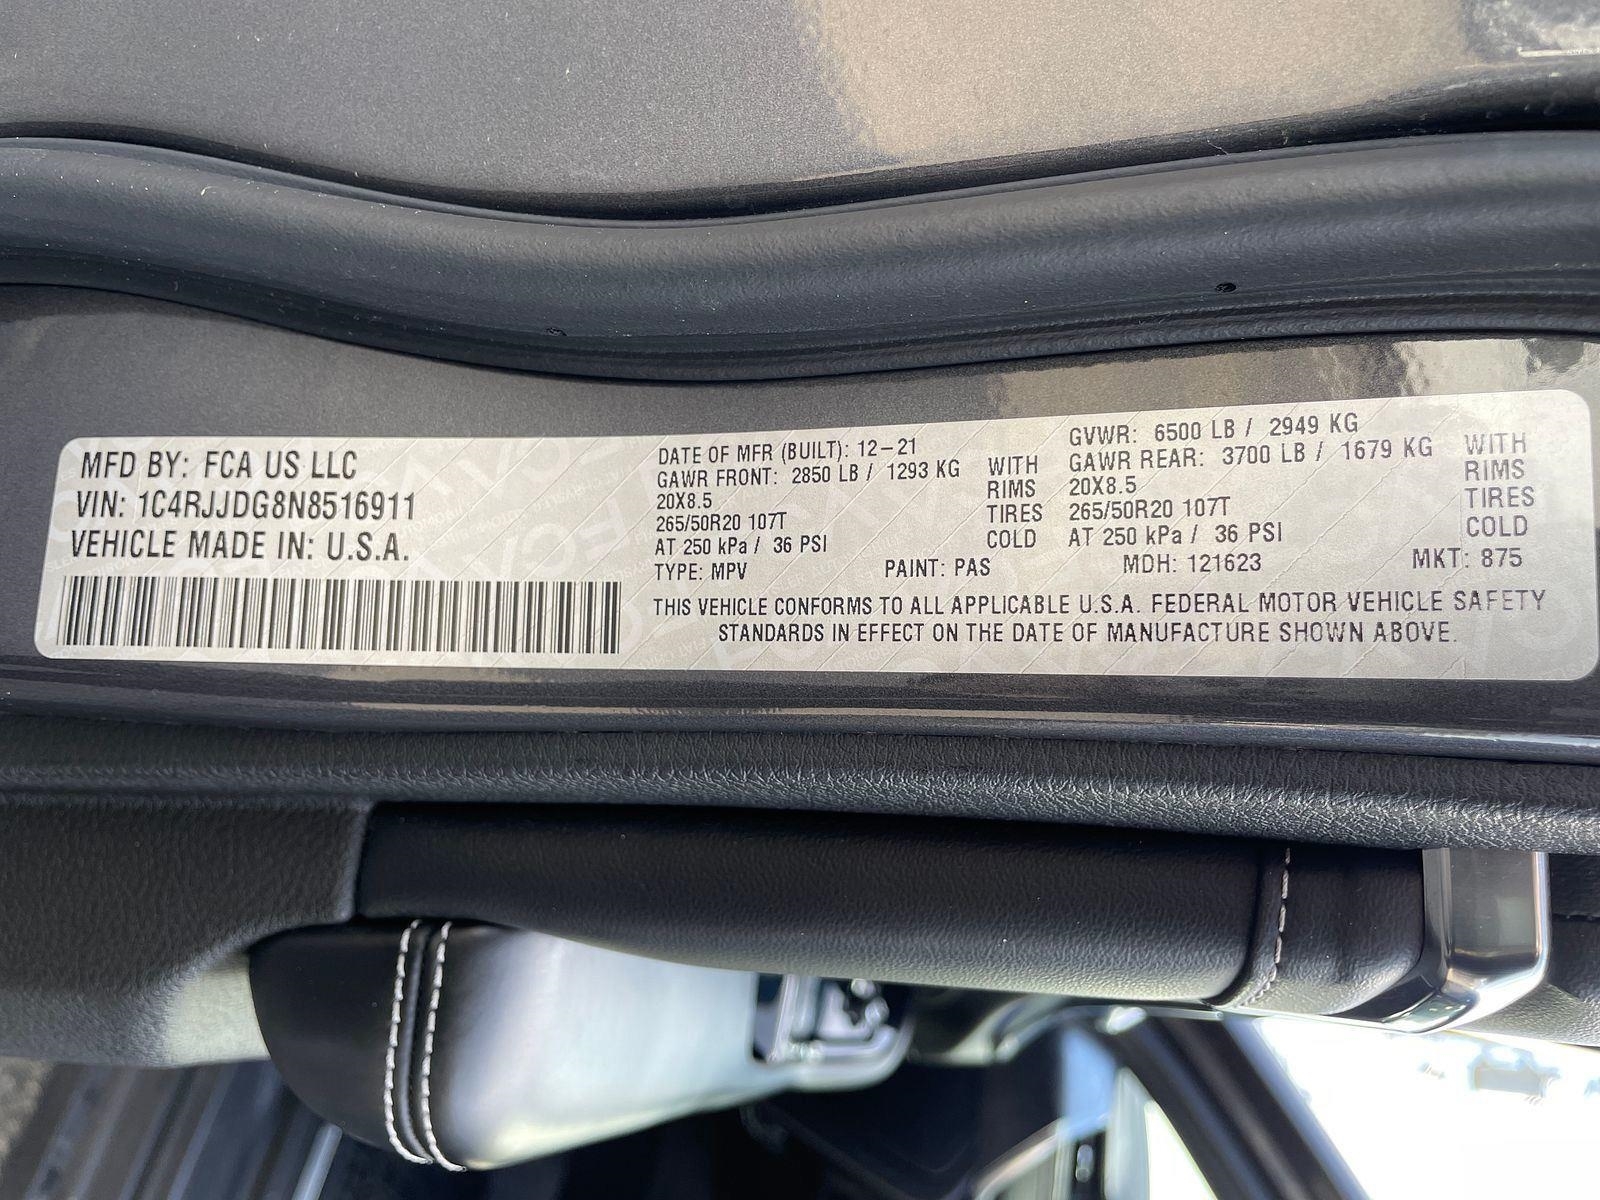 MFD BY: FCA US LLC
VIN: 1C4RJJDG8N8516911
VEHICLE MADE IN: U.S.A.
DATE OF MFR (BUILT): 12-21
GAWR FRONT: 2850 LB / 1293 KG
20X8.5
265/50R20 107T
AT 250 kPa / 36 PSI
WITH
RIMS
TIRES
COLD
GVWR: 6500 LB / 2949 KG
GAWR REAR: 3700 LB / 1679 KG
20X8.5
265/50R20 107T
AT 250 kPa / 36 PSI
WITH
RIMS
TIRES
COLD
TYPE: MPV PAINT: PAS MDH: 121623 MKT: 875
THIS VEHICLE CONFORMS TO ALL APPLICABLE U.S.A. FEDERAL MOTOR VEHICLE SAFETY
STANDARDS IN EFFECT ON THE DATE OF MANUFACTURE SHOWN ABOVE.